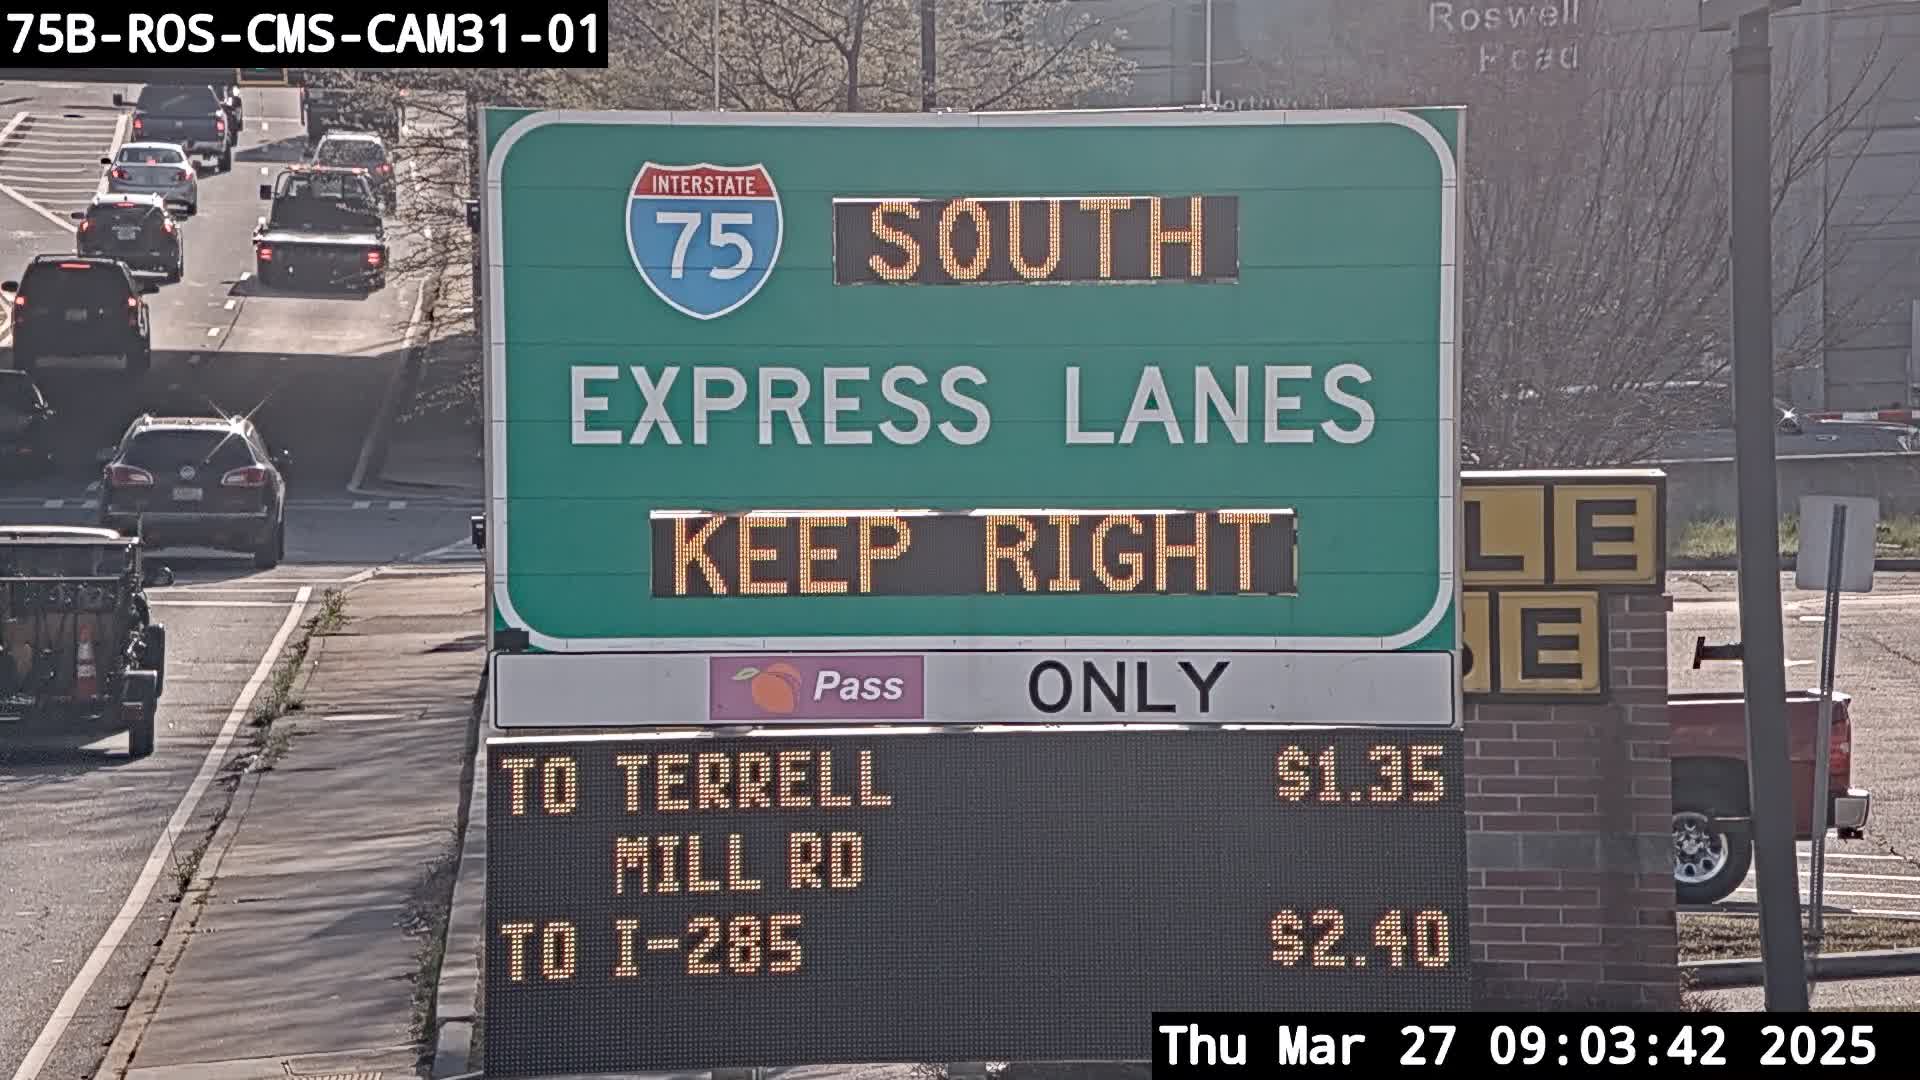 75B-ROS-CMS-CAM31-01
Roswell
Road
Northwest
INTERSTATE
75
SOUTH
EXPRESS LANES
KEEP RIGHT
LE
E
Pass ONLY
TO TERRELL $1.35
MILL RD
TO I-285 $2.40
Thu Mar 27 09:03:42 2025